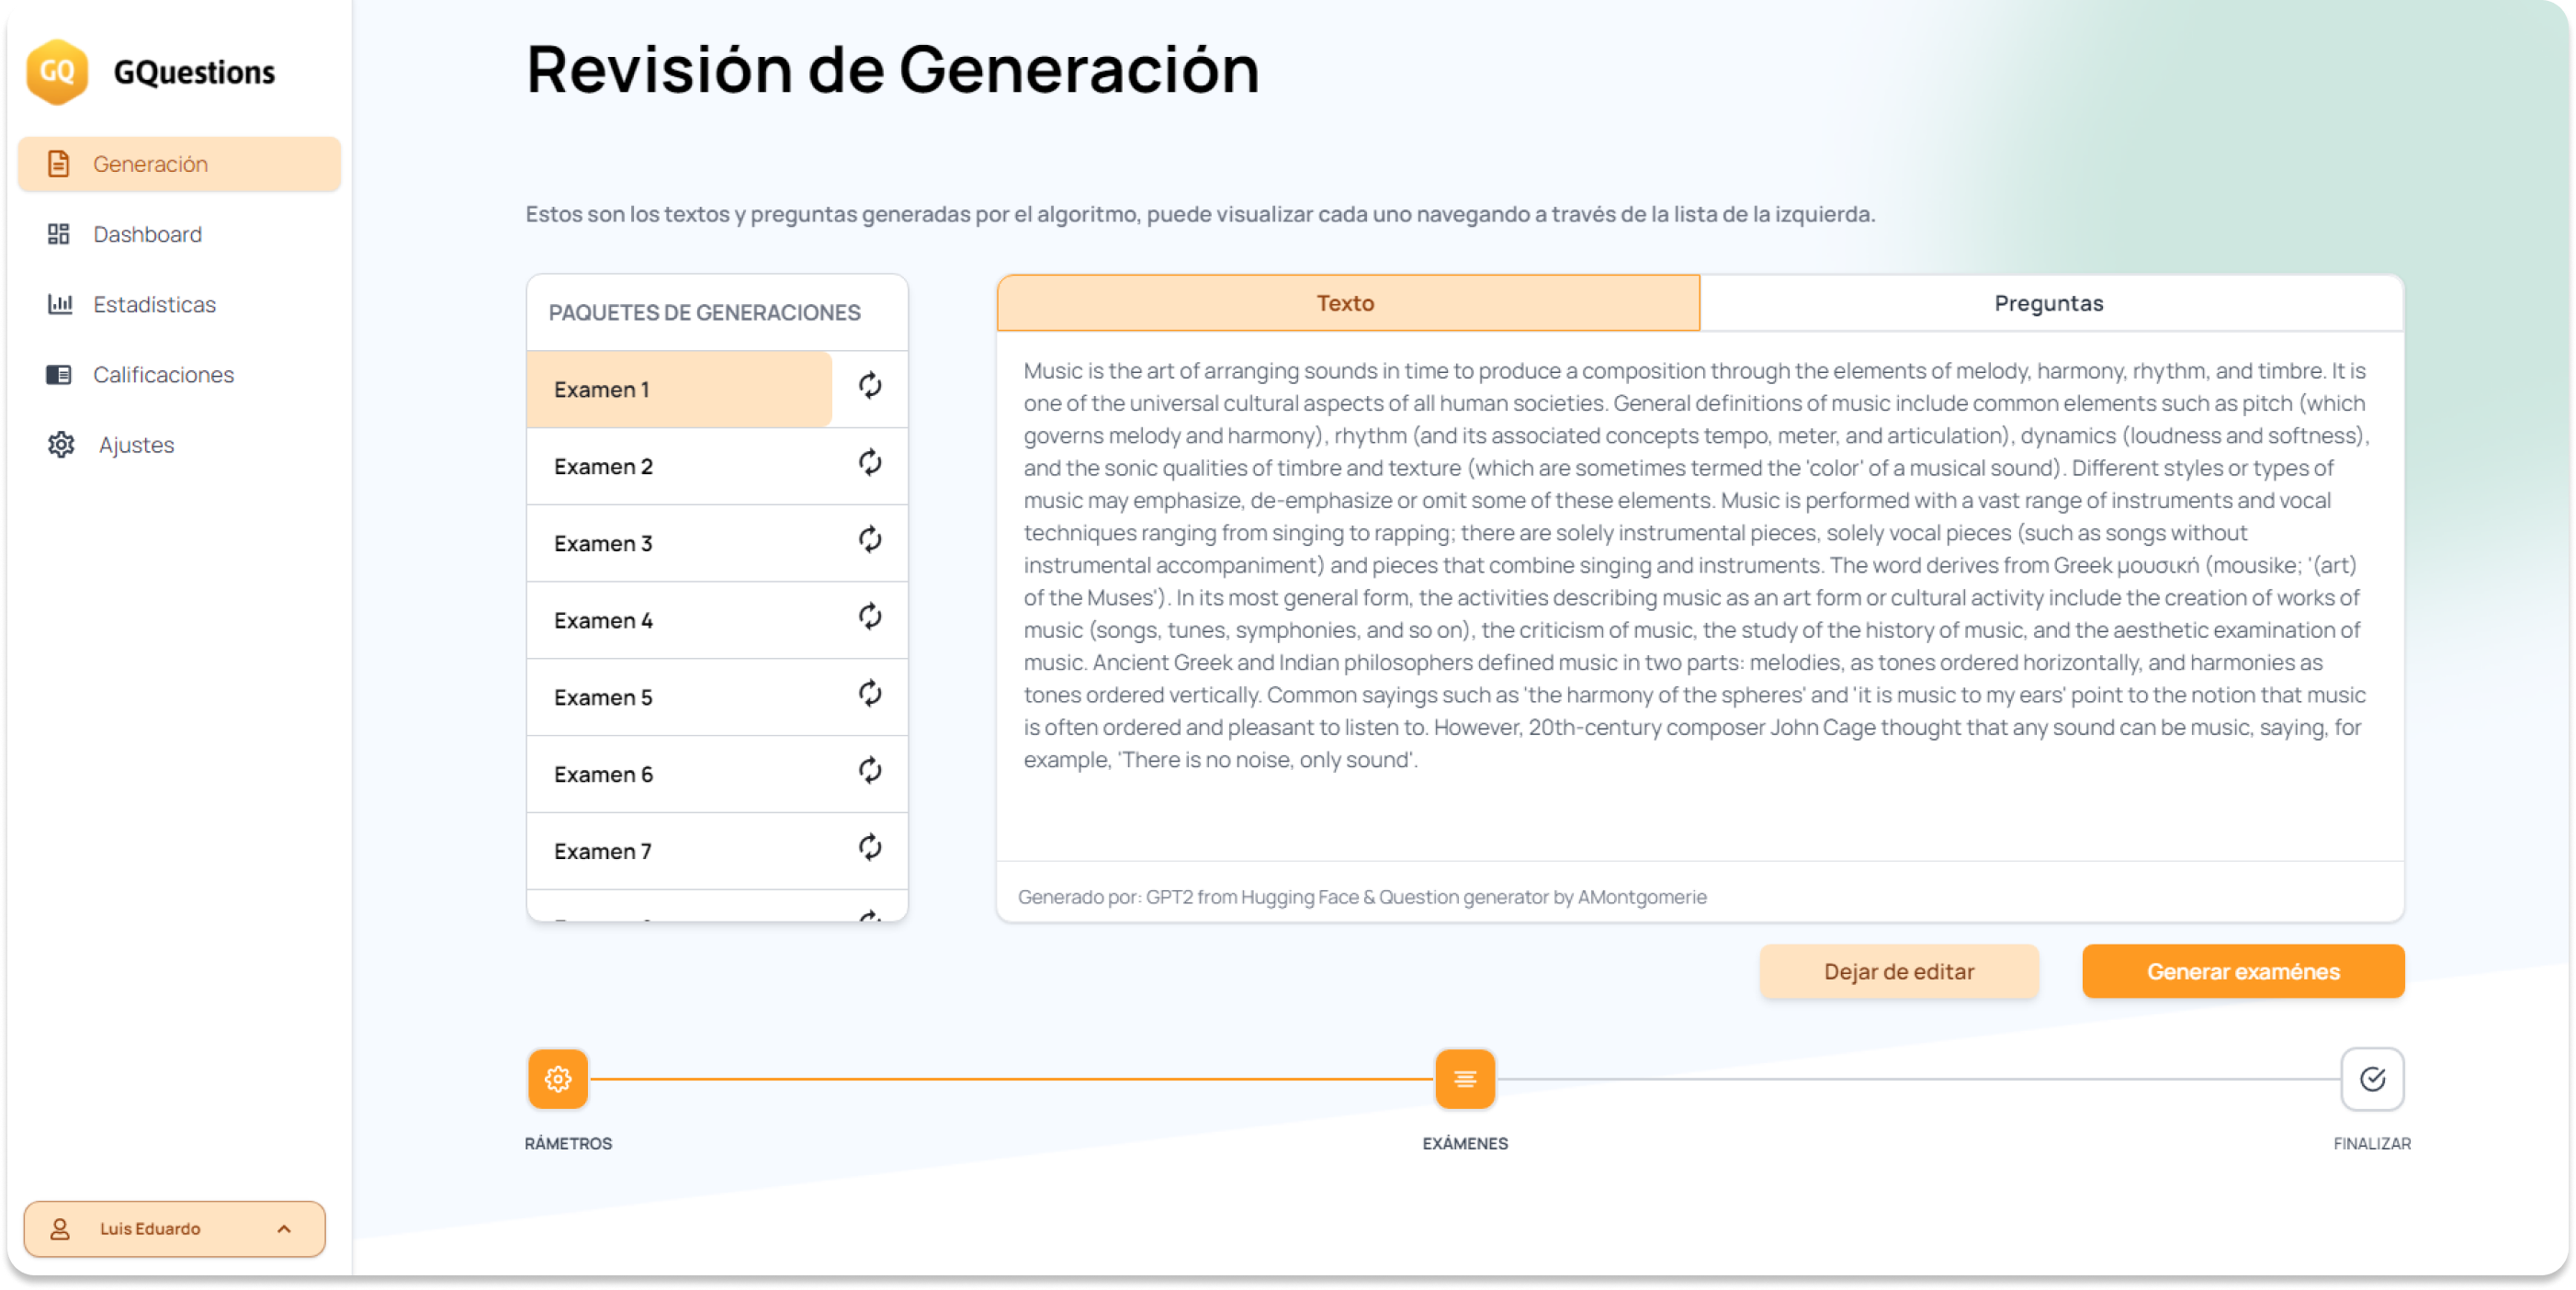 GQ
GQuestions
Generación
Dashboard
Estadísticas
Calificaciones
Ajustes
Luis Eduardo
Revisión de Generación
Estos son los textos y preguntas generadas por el algoritmo, puede visualizar cada uno navegando a través de la lista de la izquierda.
PAQUETES DE GENERACIONES
Examen 1
Examen 2
Examen 3
Examen 4
Examen 5
Examen 6
Examen 7
Texto
Preguntas
Music is the art of arranging sounds in time to produce a composition through the elements of melody, harmony, rhythm, and timbre. It is
one of the universal cultural aspects of all human societies. General definitions of music include common elements such as pitch (which
governs melody and harmony), rhythm (and its associated concepts tempo, meter, and articulation), dynamics (loudness and softness),
and the sonic qualities of timbre and texture (which are sometimes termed the 'color' of a musical sound). Different styles or types of
music may emphasize, de-emphasize or omit some of these elements. Music is performed with a vast range of instruments and vocal
techniques ranging from singing to rapping; there are solely instrumental pieces, solely vocal pieces (such as songs without
instrumental accompaniment) and pieces that combine singing and instruments. The word derives from Greek μουσική (mousike; '(art)
of the Muses'). In its most general form, the activities describing music as an art form or cultural activity include the creation of works of
music (songs, tunes, symphonies, and so on), the criticism of music, the study of the history of music, and the aesthetic examination of
music. Ancient Greek and Indian philosophers defined music in two parts: melodies, as tones ordered horizontally, and harmonies as
tones ordered vertically. Common sayings such as 'the harmony of the spheres' and 'it is music to my ears' point to the notion that music
is often ordered and pleasant to listen to. However, 20th-century composer John Cage thought that any sound can be music, saying, for
example, 'There is no noise, only sound'.
Generado por: GPT2 from Hugging Face & Question generator by AMontgomerie
Dejar de editar
Generar examénes
RÁMETROS
EXÁMENES
FINALIZAR